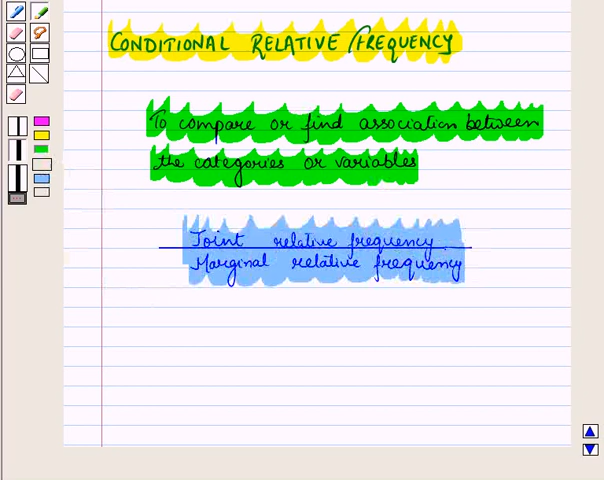 CONDITIONAL RELATIVE FREQUENCY
To compare or find association between
the categories or variables
Joint relative frequency
Marginal relative frequency